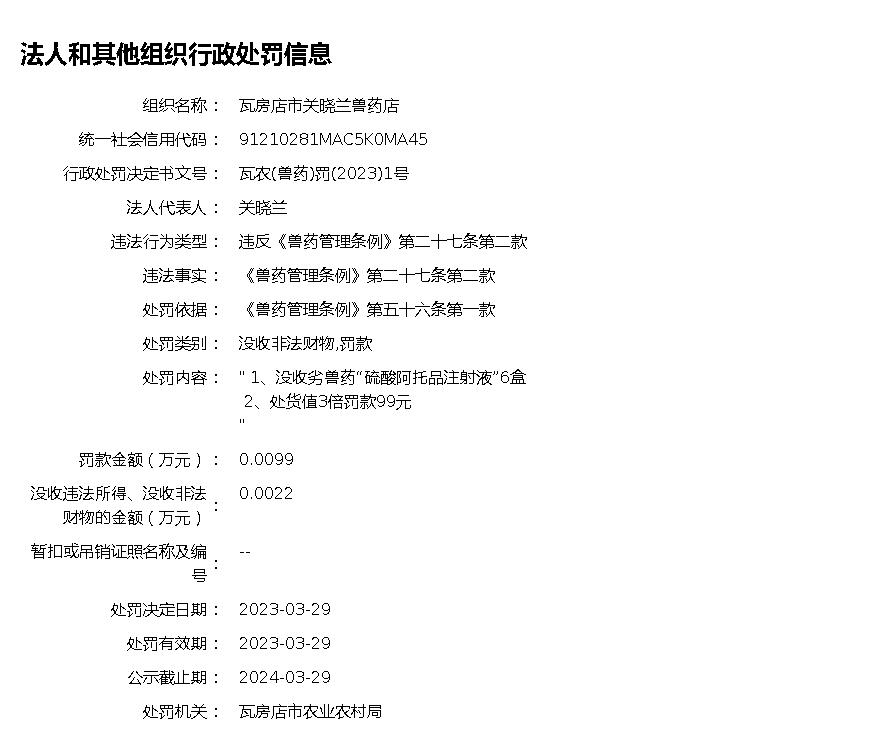 法人和其他组织行政处罚信息
组织名称： 瓦房店市关晓兰兽药店
统一社会信用代码： 91210281MAC5K0MA45
行政处罚决定书文号： 瓦农(兽药)罚(2023)1号
法人代表人： 关晓兰
违法行为类型： 违反《兽药管理条例》第二十七条第二款
违法事实： 《兽药管理条例》第二十七条第二款
处罚依据： 《兽药管理条例》第五十六条第一款
处罚类别： 没收非法财物,罚款
处罚内容： " 1、没收劣兽药“硫酸阿托品注射液”6盒
2、处货值3倍罚款99元
"
罚款金额（万元）： 0.0099
没收违法所得、没收非法 0.0022
财物的金额（万元）：
暂扣或吊销证照名称及编 --
号：
处罚决定日期： 2023-03-29
处罚有效期： 2023-03-29
公示截止期： 2024-03-29
处罚机关： 瓦房店市农业农村局